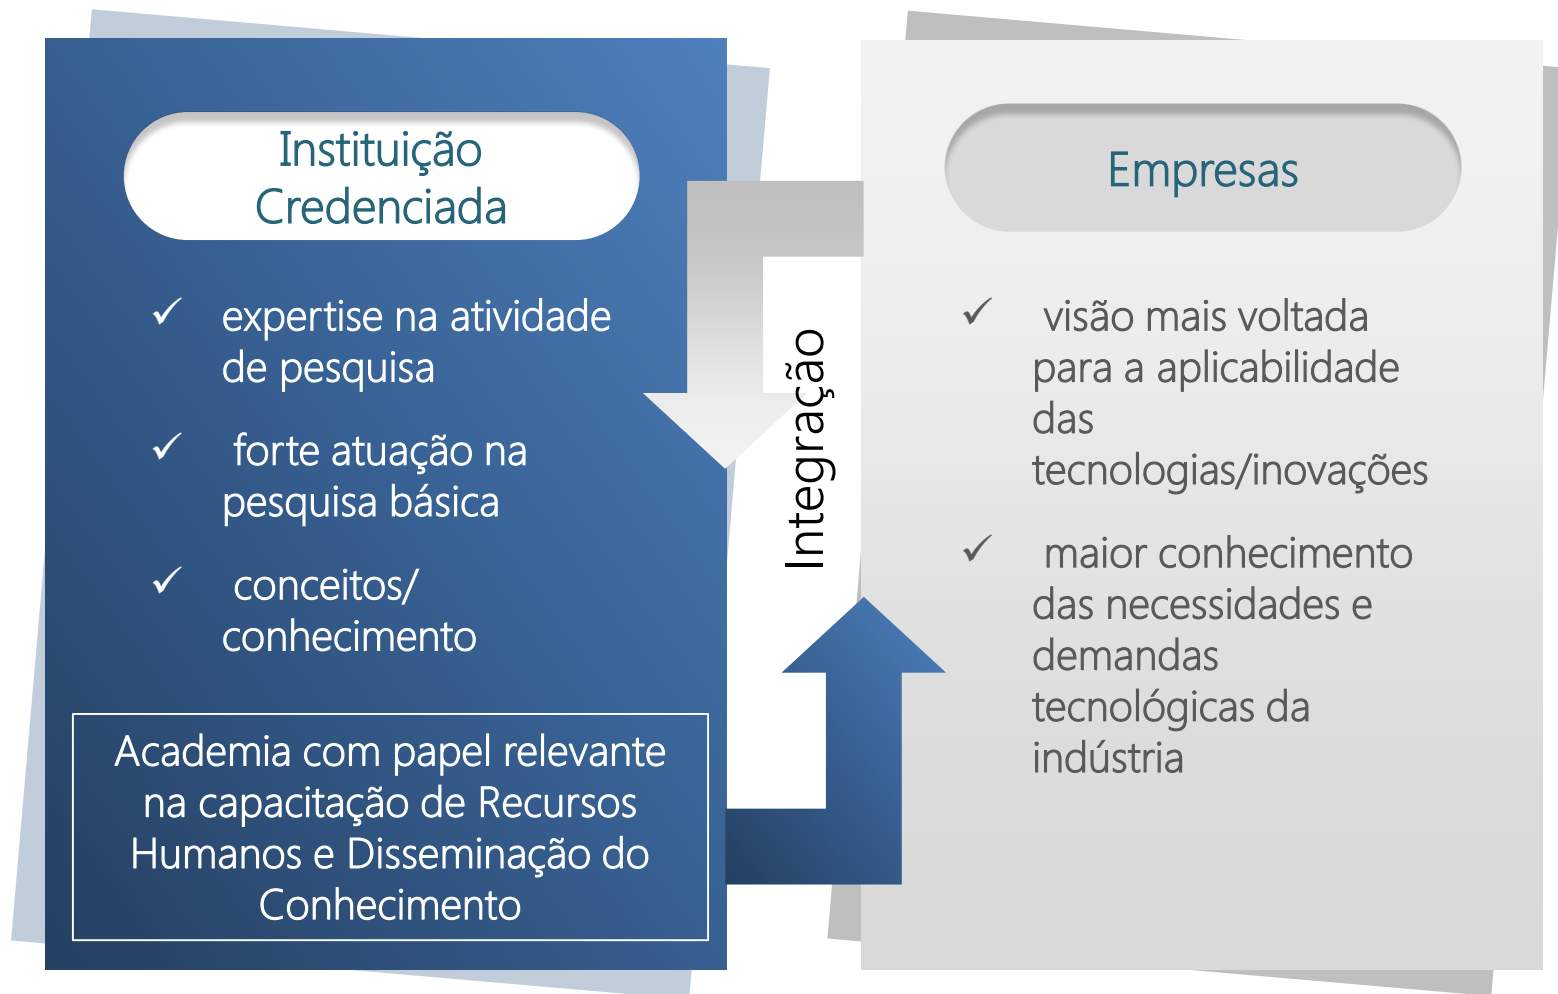 Instituição
Credenciada
✓ expertise na atividade
de pesquisa
✓ forte atuação na
pesquisa básica
✓ conceitos/
conhecimento
Academia com papel relevante
na capacitação de Recursos
Humanos e Disseminação do
Conhecimento
Integração
Empresas
✓ visão mais voltada
para a aplicabilidade
das
tecnologias/inovações
✓ maior conhecimento
das necessidades e
demandas
tecnológicas da
indústria